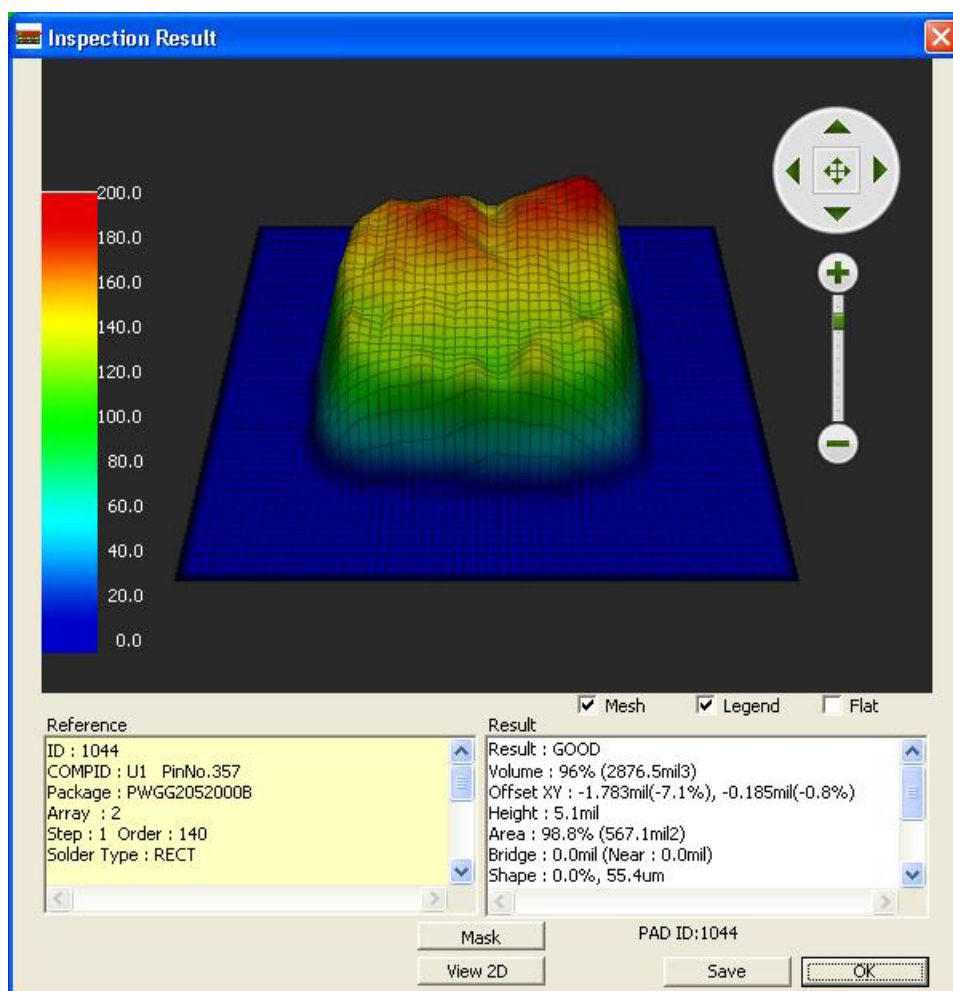 Inspection Result
200.0
180.0
160.0
140.0
120.0
100.0
80.0
60.0
40.0
20.0
0.0
Mesh
Legend
Flat
Reference
ID : 1044
COMPID : U1 PinNo.357
Package : PWGG2052000B
Array : 2
Step : 1 Order : 140
Solder Type : RECT
Result
Result : GOOD
Volume : 96% (2876.5mil3)
Offset XY : -1.783mil(-7.1%), -0.185mil(-0.8%)
Height : 5.1mil
Area : 98.8% (567.1mil2)
Bridge : 0.0mil (Near : 0.0mil)
Shape : 0.0%, 55.4um
Mask
PAD ID:1044
View 2D
Save
OK